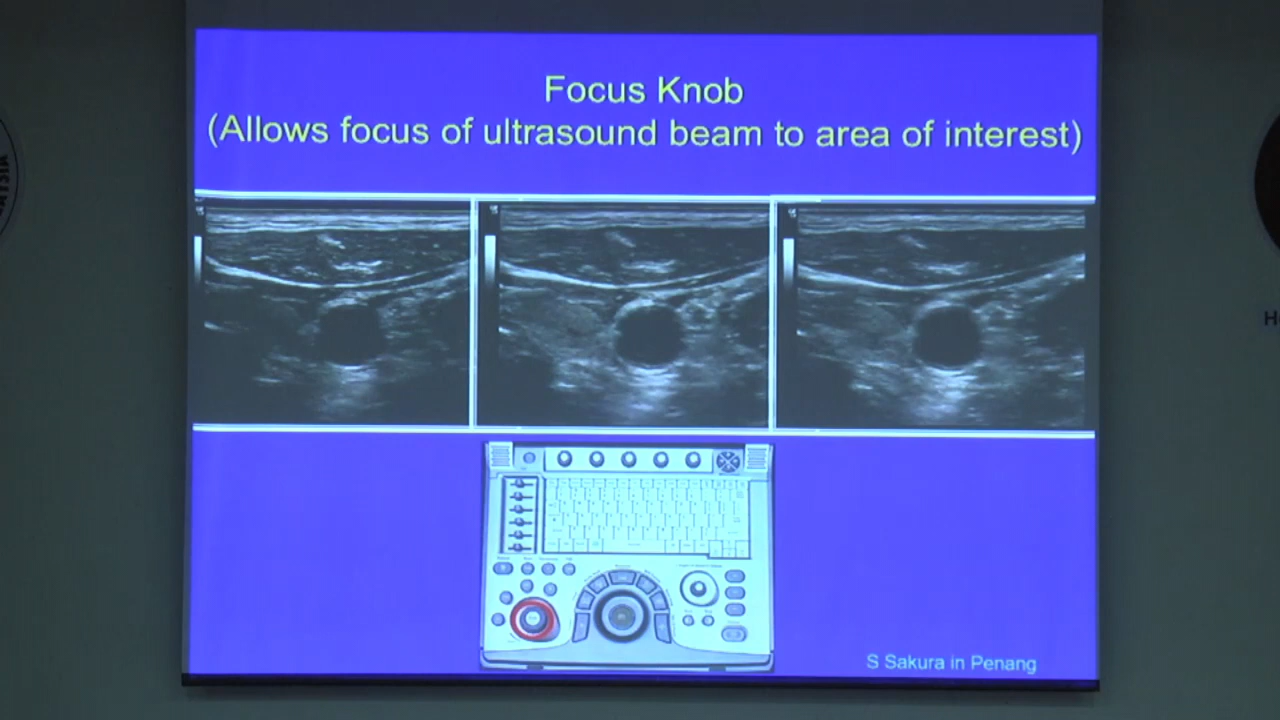 Focus Knob
(Allows focus of ultrasound beam to area of interest)
S Sakura in Penang